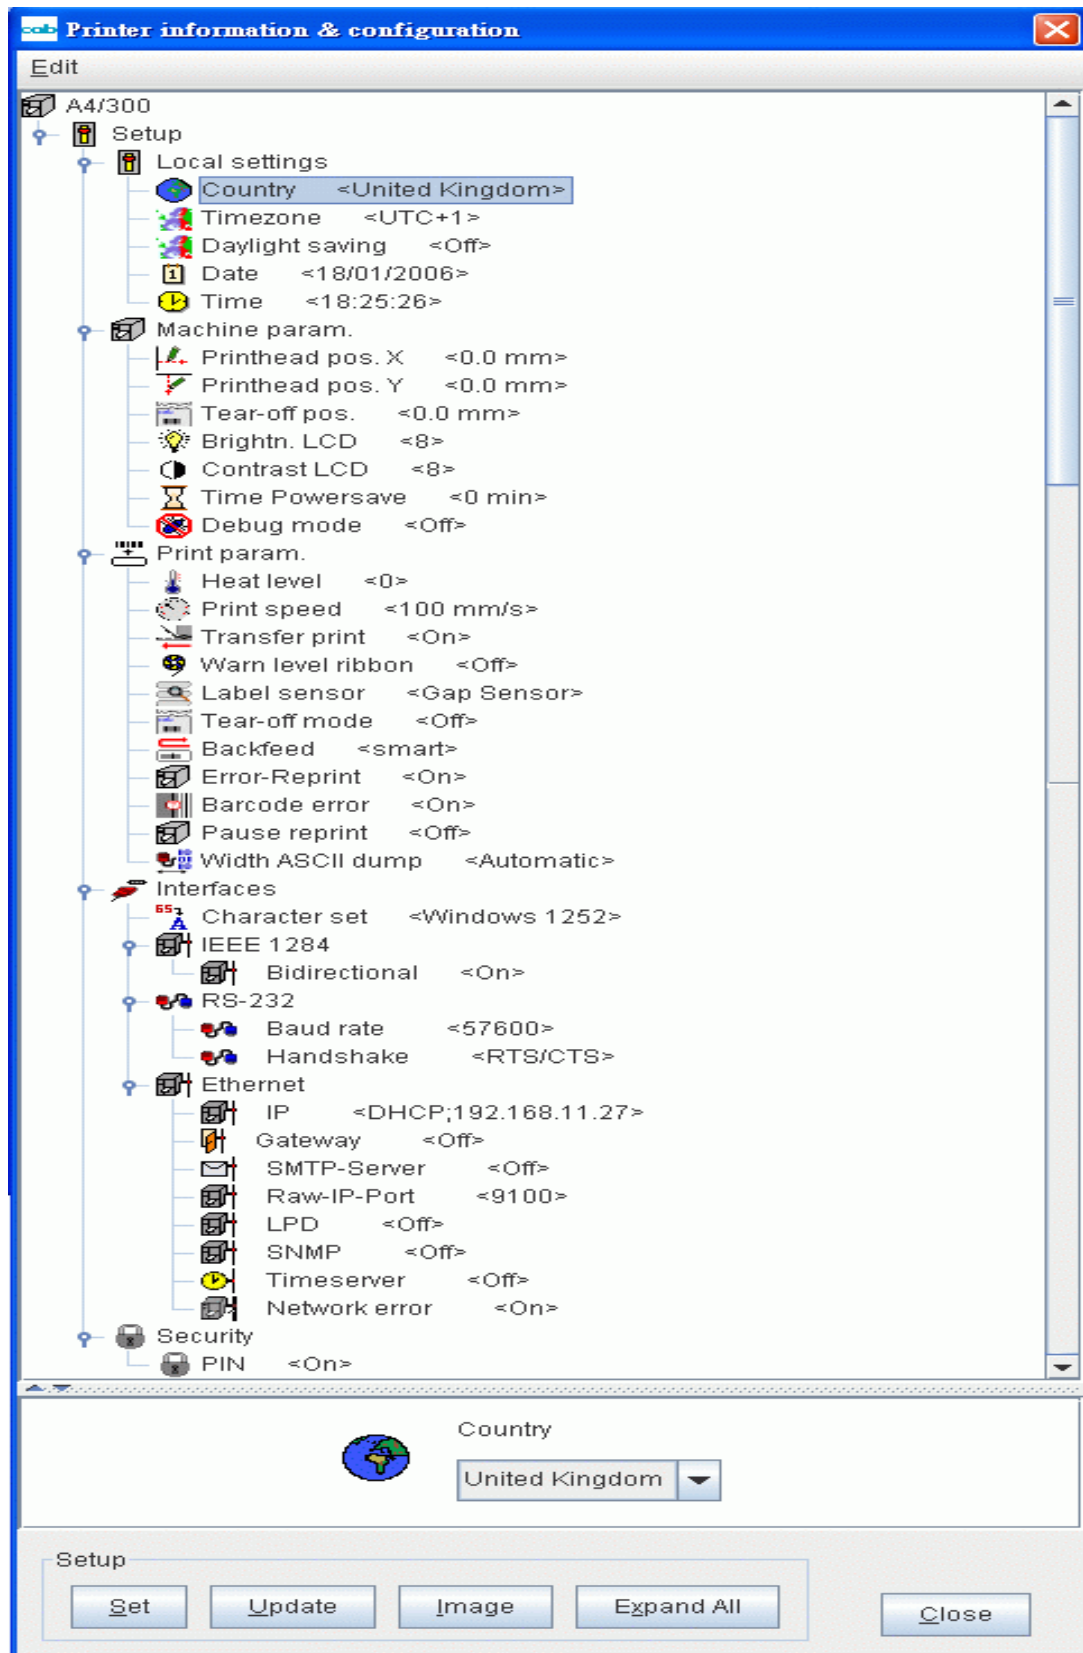 cab Printer information & configuration
Edit
A4/300
Setup
Local settings
Country <United Kingdom>
Timezone <UTC+1>
Daylight saving <Off>
Date <18/01/2006>
Time <18:25:26>
Machine param.
Printhead pos. X <0.0 mm>
Printhead pos. Y <0.0 mm>
Tear-off pos. <0.0 mm>
Brightn. LCD <8>
Contrast LCD <8>
Time Powersave <0 min>
Debug mode <Off>
Print param.
Heat level <0>
Print speed <100 mm/s>
Transfer print <On>
Warn level ribbon <Off>
Label sensor <Gap Sensor>
Tear-off mode <Off>
Backfeed <smart>
Error-Reprint <On>
Barcode error <On>
Pause reprint <Off>
Width ASCII dump <Automatic>
Interfaces
Character set <Windows 1252>
IEEE 1284
Bidirectional <On>
RS-232
Baud rate <57600>
Handshake <RTS/CTS>
Ethernet
IP <DHCP;192.168.11.27>
Gateway <Off>
SMTP-Server <Off>
Raw-IP-Port <9100>
LPD <Off>
SNMP <Off>
Timeserver <Off>
Network error <On>
Security
PIN <On>
Country
United Kingdom
Setup
Set Update Image Expand All Close